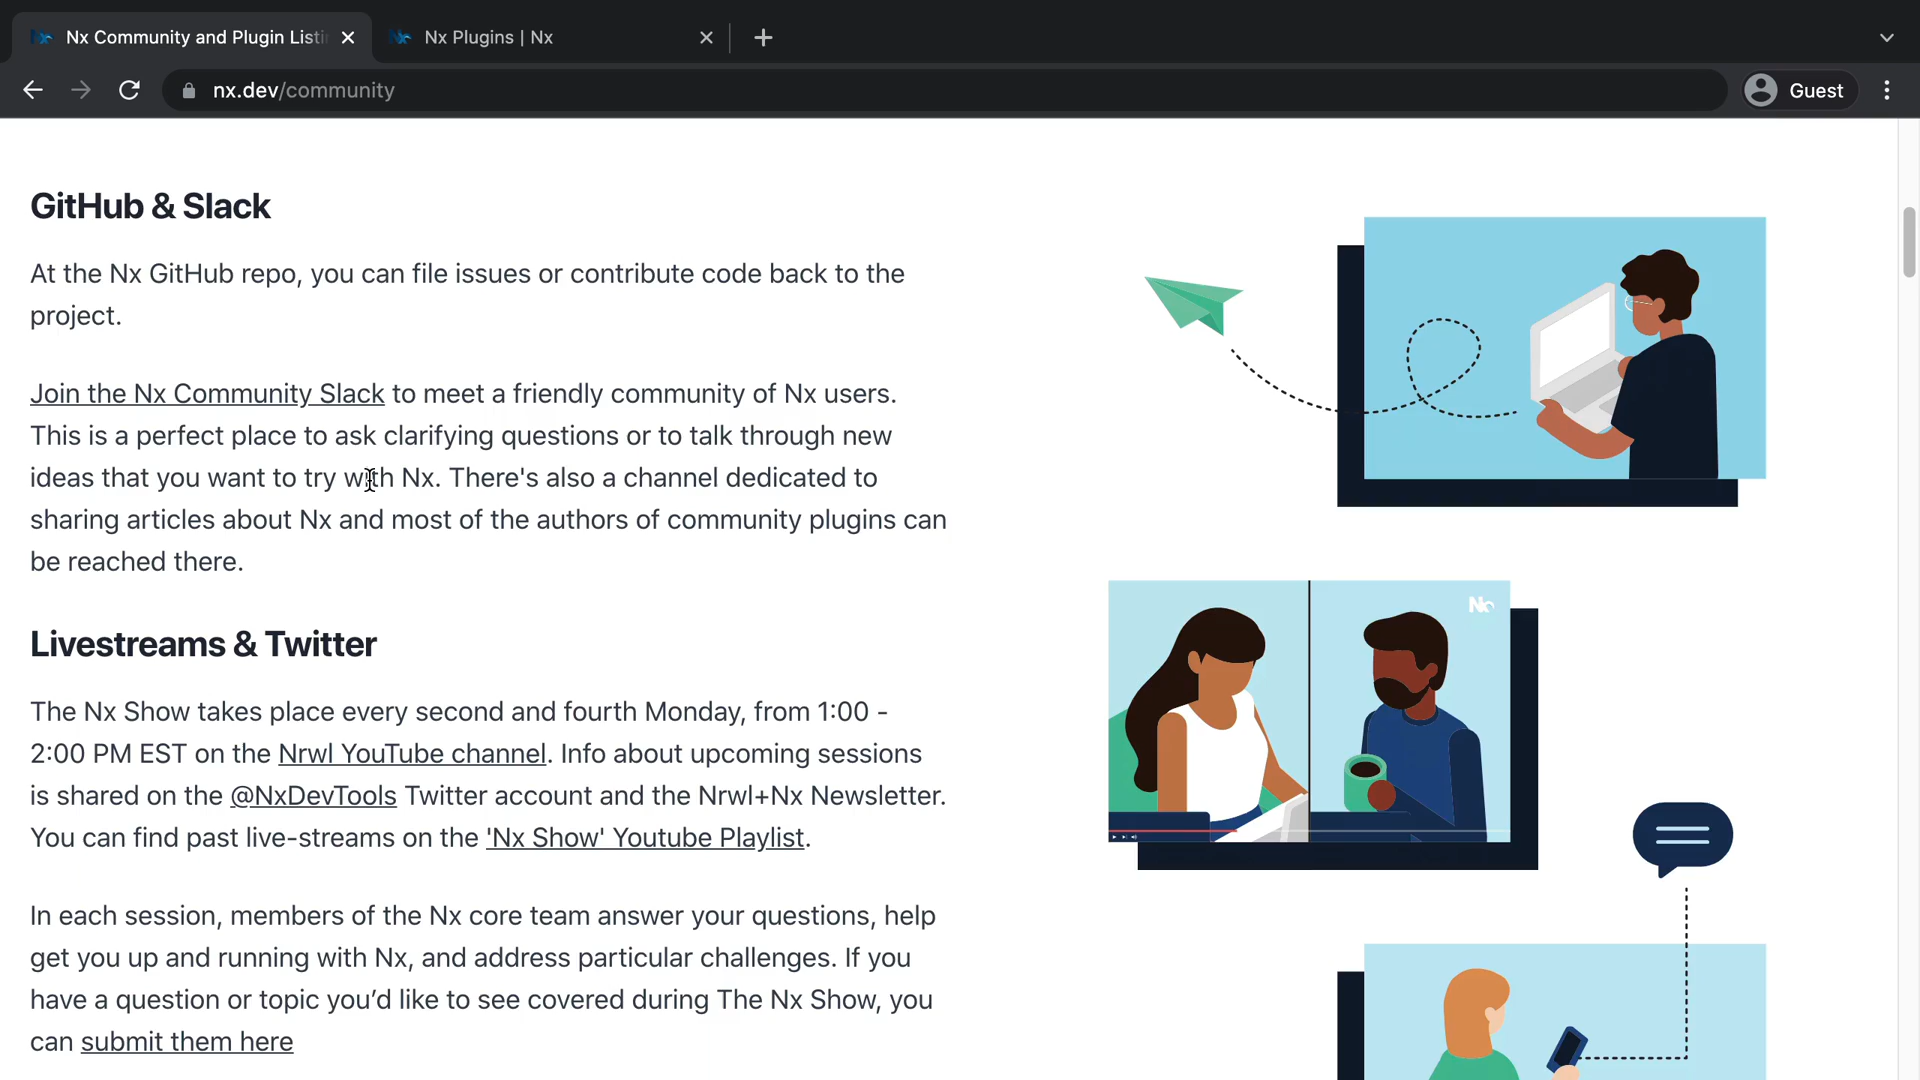 Nx Community and Plugin Listi
Nx Plugins | Nx
nx.dev/community
Guest
GitHub & Slack
At the Nx GitHub repo, you can file issues or contribute code back to the
project.
Join the Nx Community Slack to meet a friendly community of Nx users.
This is a perfect place to ask clarifying questions or to talk through new
ideas that you want to try with Nx. There's also a channel dedicated to
sharing articles about Nx and most of the authors of community plugins can
be reached there.
Livestreams & Twitter
The Nx Show takes place every second and fourth Monday, from 1:00 -
2:00 PM EST on the Nrwl YouTube channel. Info about upcoming sessions
is shared on the @NxDevTools Twitter account and the Nrwl+Nx Newsletter.
You can find past live-streams on the 'Nx Show' Youtube Playlist.
In each session, members of the Nx core team answer your questions, help
get you up and running with Nx, and address particular challenges. If you
have a question or topic you’d like to see covered during The Nx Show, you
can submit them here
Nx